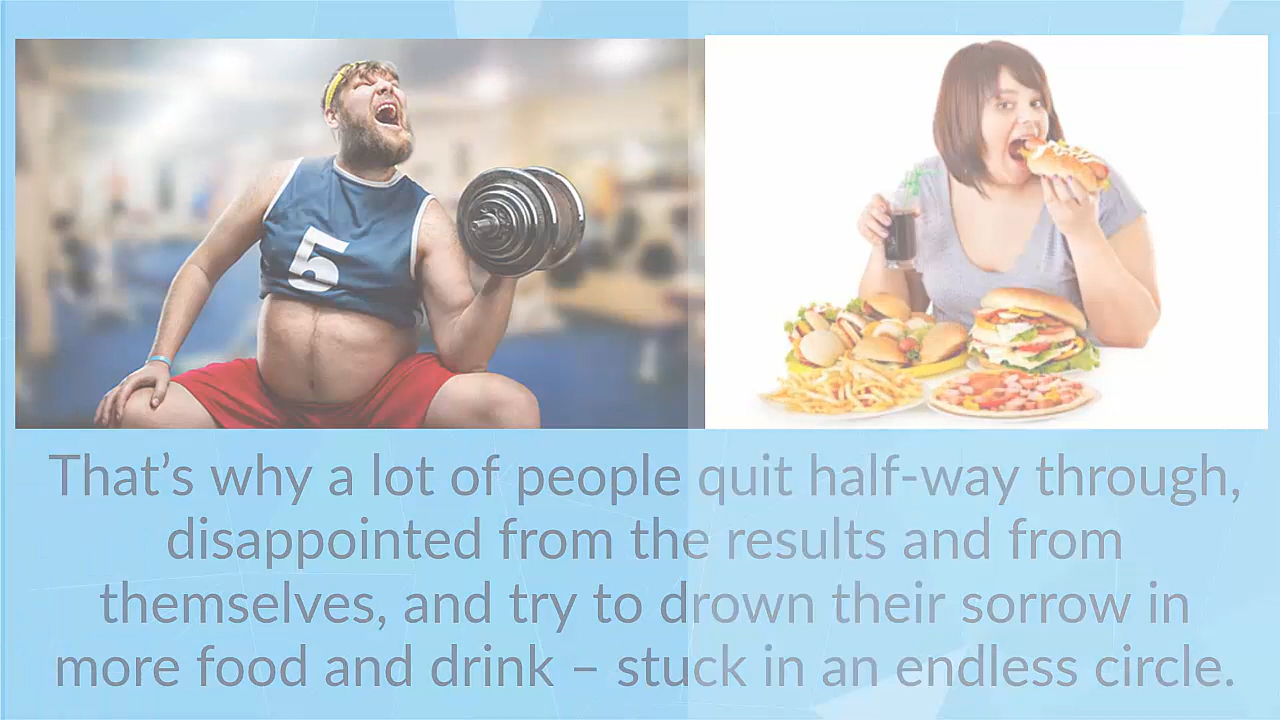 5
That’s why a lot of people quit half-way through,
disappointed from the results and from
themselves, and try to drown their sorrow in
more food and drink – stuck in an endless circle.